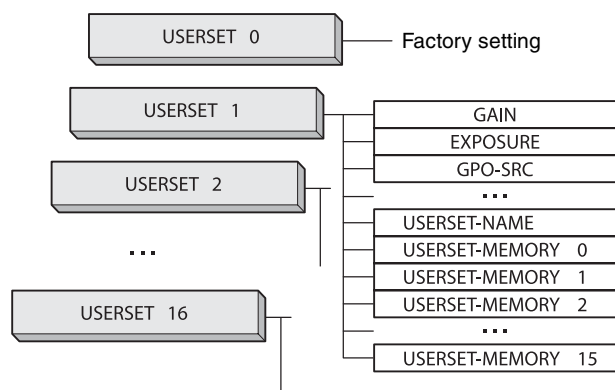 USERSET 0
Factory setting
USERSET 1
GAIN
EXPOSURE
USERSET 2
GPO-SRC
...
USERSET-NAME
...
USERSET-MEMORY 0
USERSET-MEMORY 1
USERSET 16
USERSET-MEMORY 2
...
USERSET-MEMORY 15